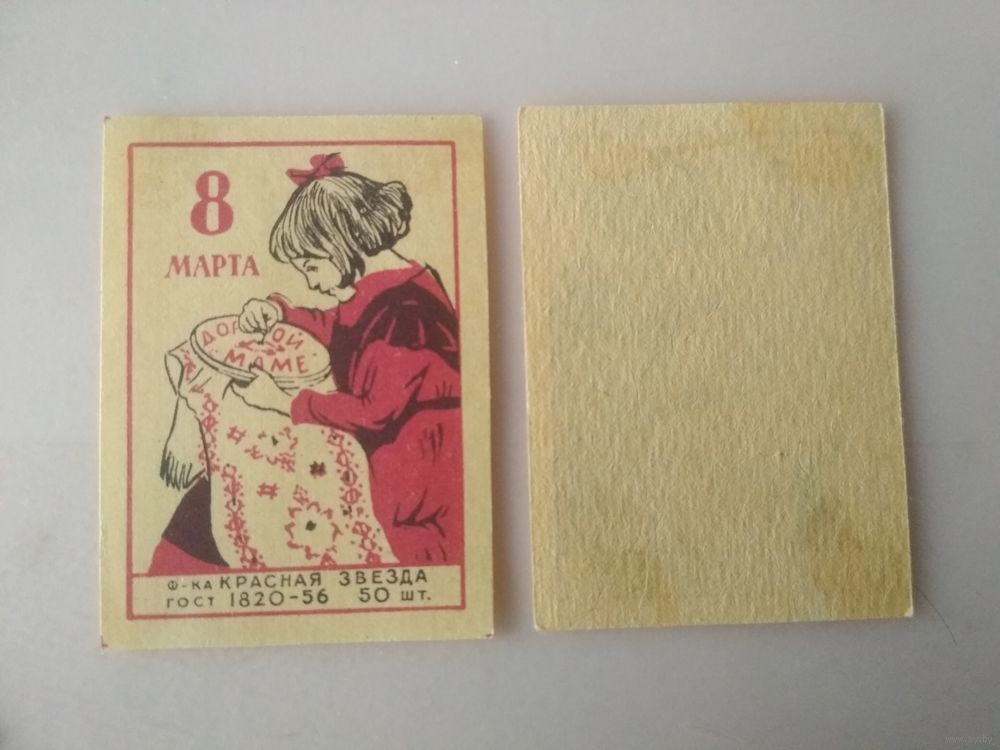 8
МАРТА
ДОРОГОЙ
МАМЕ
Ф-КА КРАСНАЯ ЗВЕЗДА
ГОСТ 1820-56 50 ШТ.